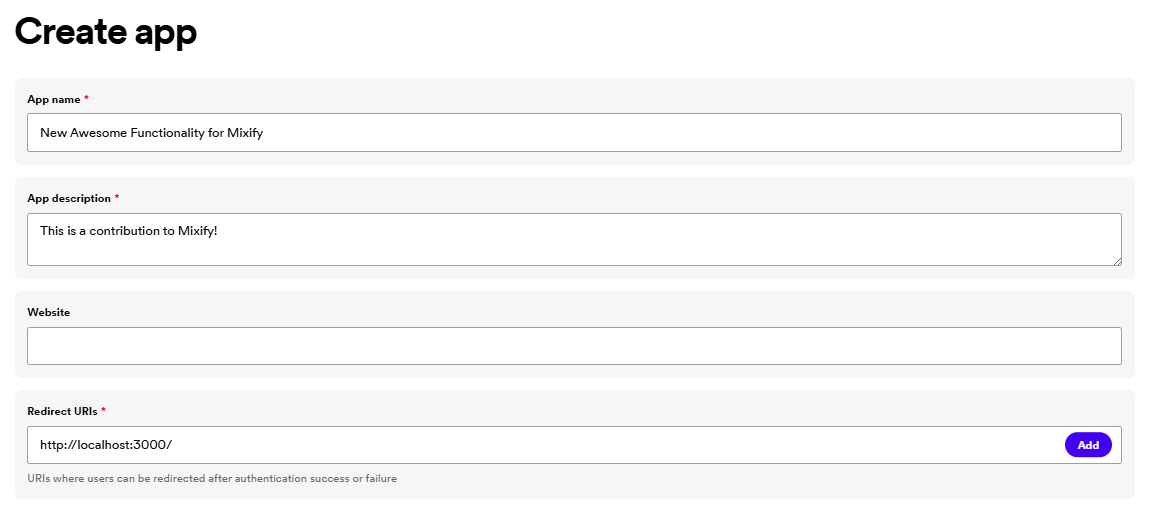 Create app
App name *
New Awesome Functionality for Mixify
App description *
This is a contribution to Mixify!
Website
Redirect URIs *
http://localhost:3000/
Add
URIs where users can be redirected after authentication success or failure